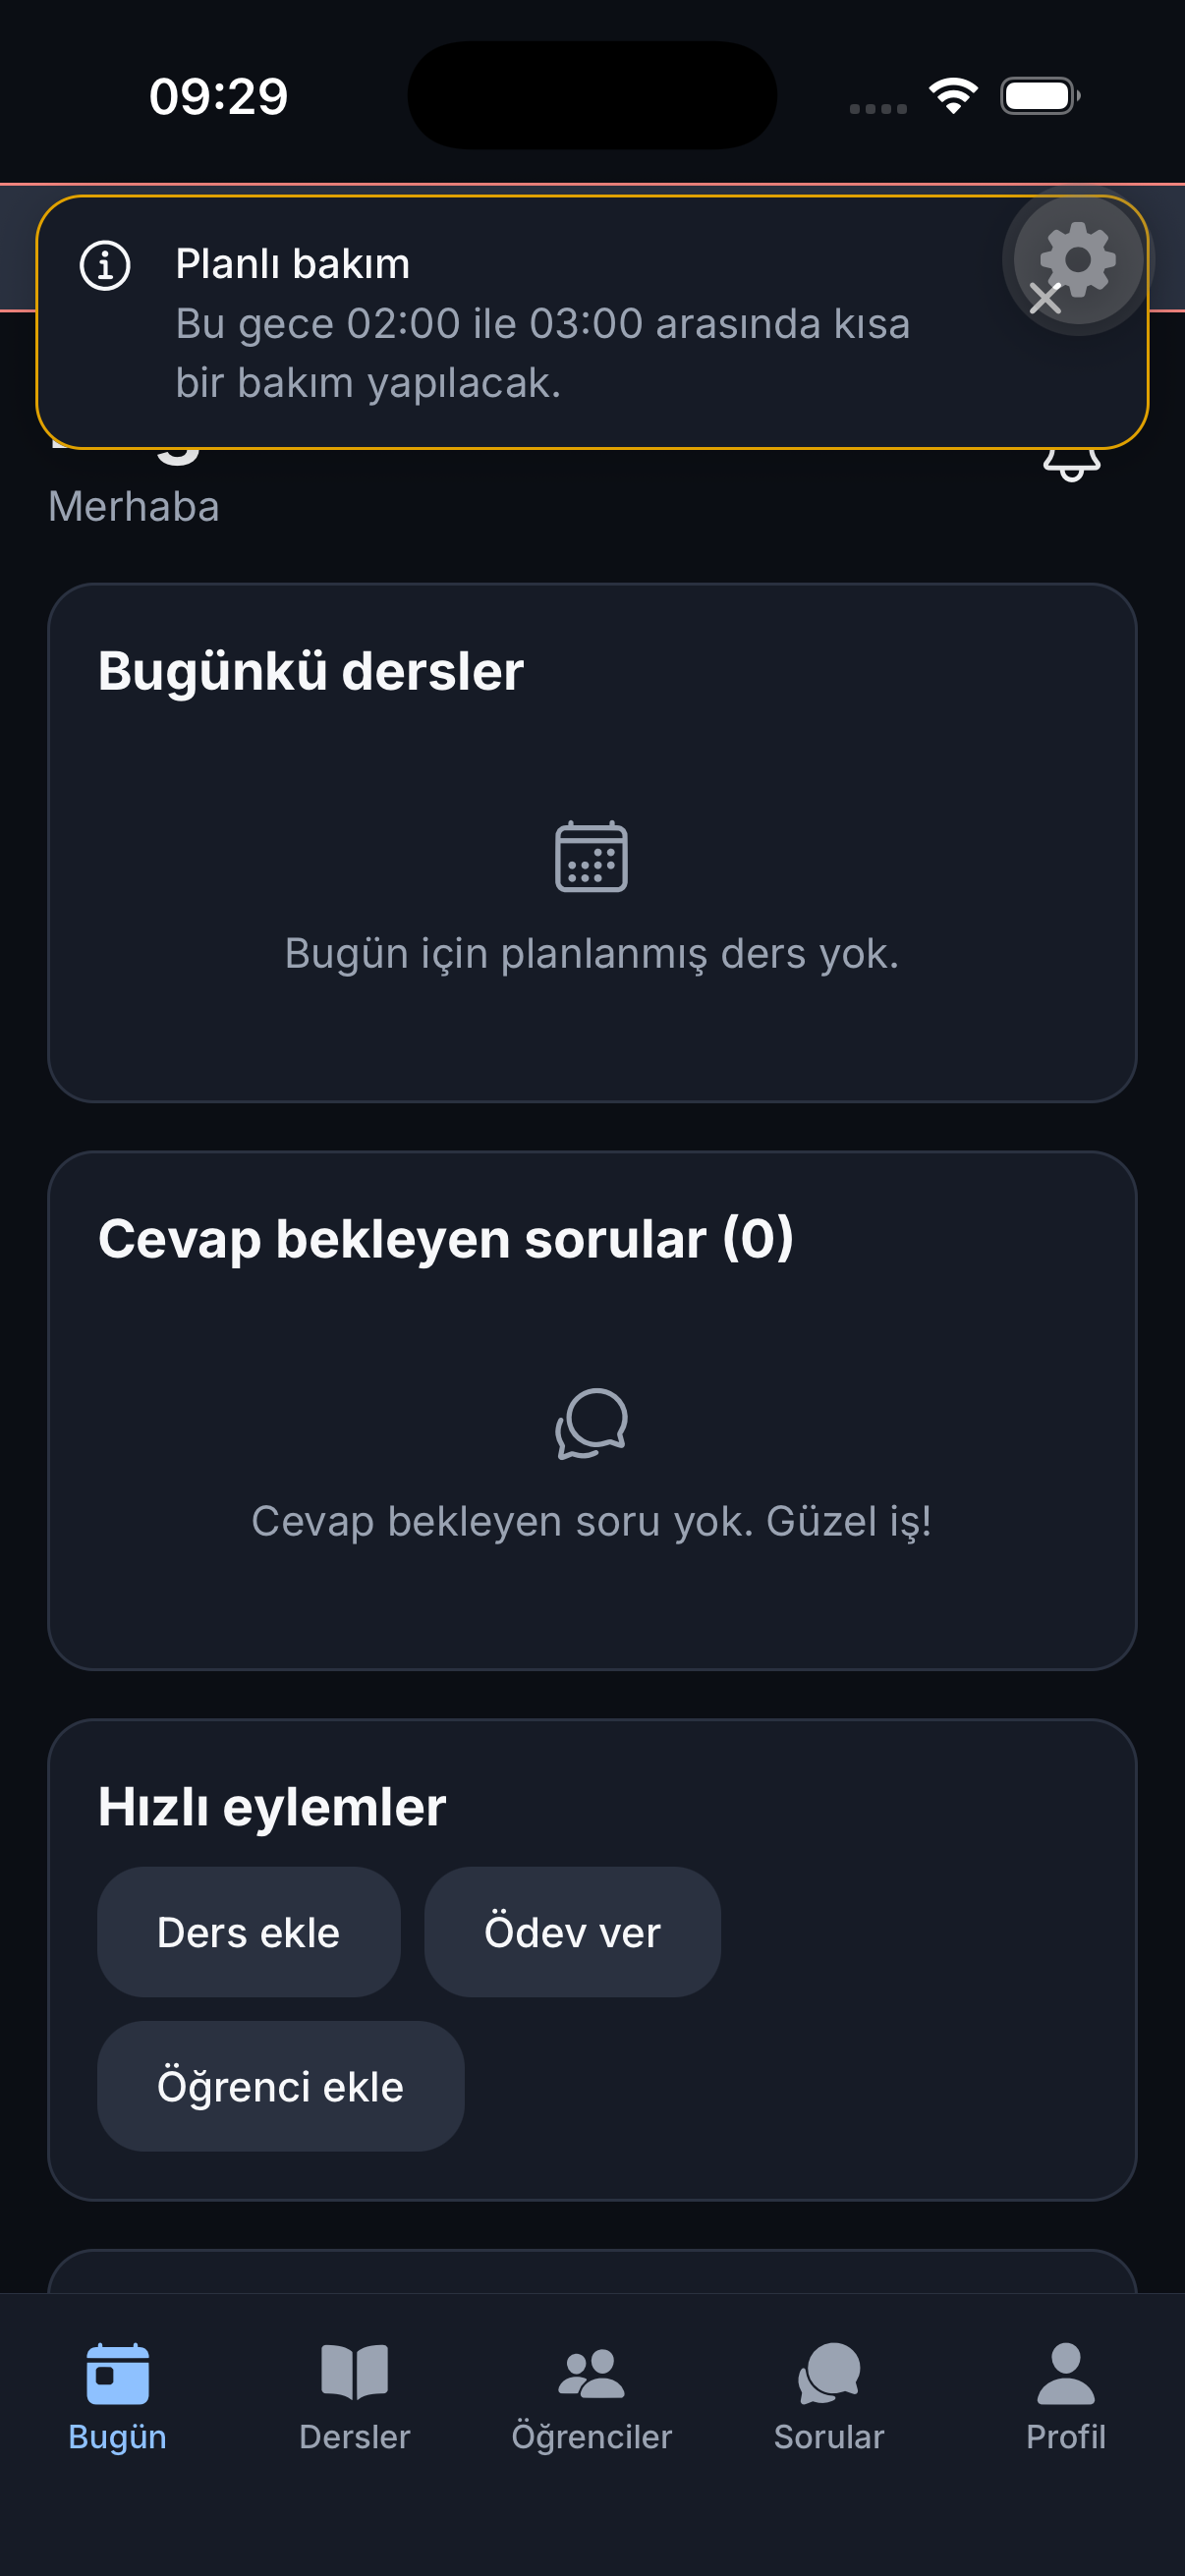 09:29
Planlı bakım
Bu gece 02:00 ile 03:00 arasında kısa
bir bakım yapılacak.
Merhaba
Bugünkü dersler
Bugün için planlanmış ders yok.
Cevap bekleyen sorular (0)
Cevap bekleyen soru yok. Güzel iş!
Hızlı eylemler
Ders ekle Ödev ver
Öğrenci ekle
Bugün Dersler Öğrenciler Sorular Profil